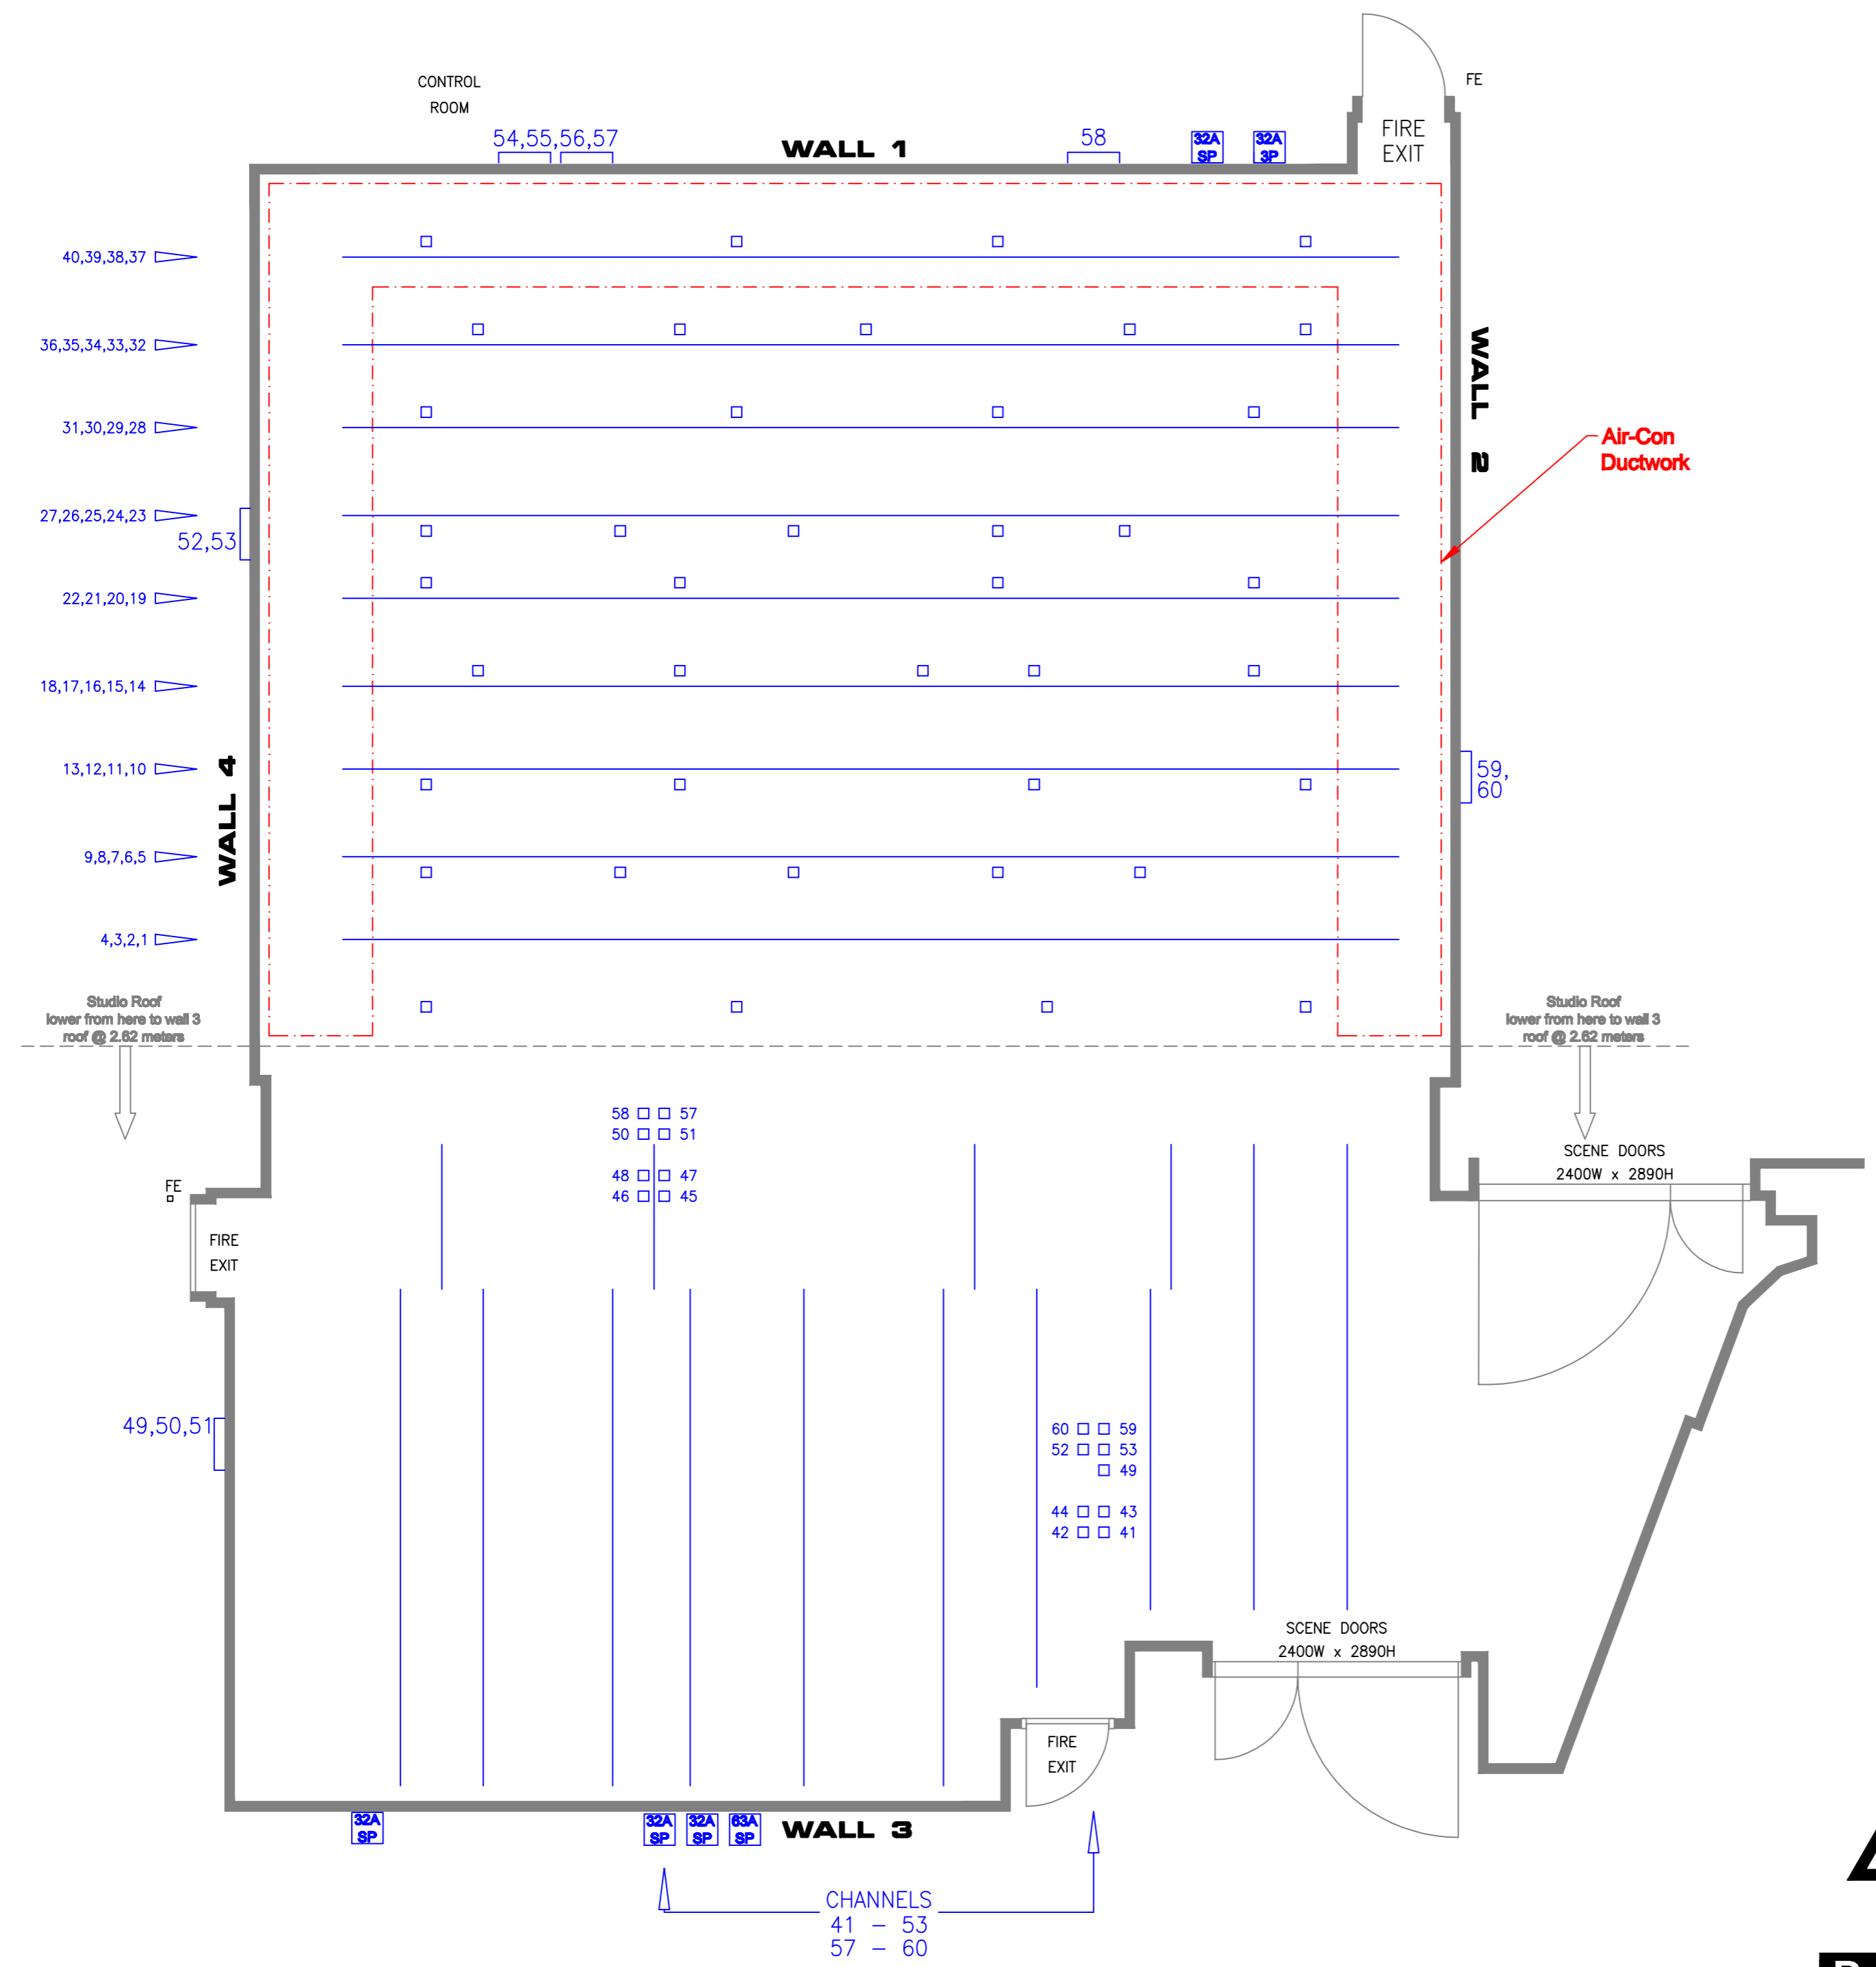 CONTROL
ROOM
FE
54,55,56,57
WALL 1
58
32A
SP
32A
3P
FIRE
EXIT
40,39,38,37
36,35,34,33,32
WALL 2
31,30,29,28
Air-Con
Ductwork
27,26,25,24,23
52,53
22,21,20,19
18,17,16,15,14
13,12,11,10
59,
60
WALL 4
9,8,7,6,5
4,3,2,1
Studio Roof
lower from here to wall 3
roof @ 2.62 meters
Studio Roof
lower from here to wall 3
roof @ 2.62 meters
58 57
50 51
48 47
46 45
SCENE DOORS
2400W x 2890H
FE
FIRE
EXIT
49,50,51
60 59
52 53
49
44 43
42 41
SCENE DOORS
2400W x 2890H
FIRE
EXIT
32A
SP
32A
SP
32A
SP
63A
SP
WALL 3
CHANNELS
41 - 53
57 - 60